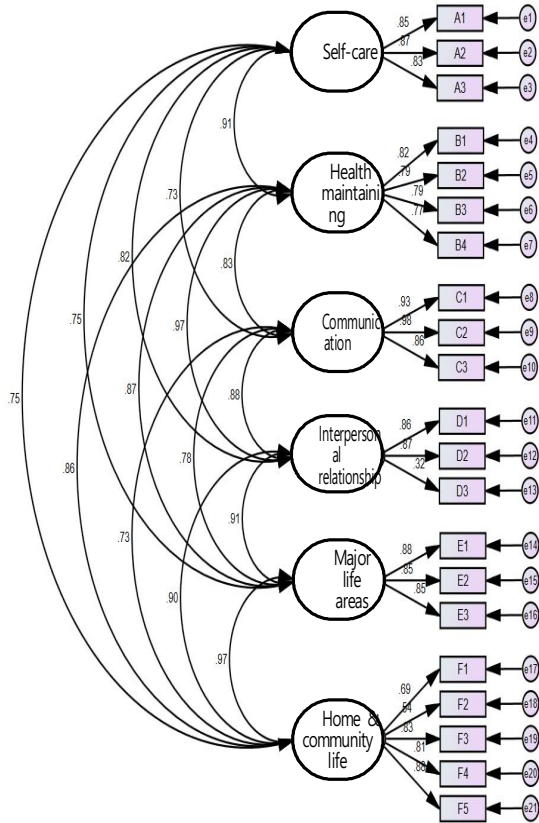 .85
A1
e1
.87
A2
e2
.83
A3
e3
Self-care
.91
.82
B1
e4
.79
B2
e5
.79
B3
e6
.77
B4
e7
Health
maintaini
ng
.73
.82
.83
.93
C1
e8
.98
C2
e9
.86
C3
e10
Communic
ation
.75
.97
.75
.87
.88
.86
D1
e11
.87
D2
e12
.32
D3
e13
Interperson
al
relationship
.86
.78
.91
.73
.88
E1
e14
.85
E2
e15
.85
E3
e16
Major
life
areas
.90
.97
.69
F1
e17
F2
e18
.83
F3
e19
.81
F4
e20
F5
e21
Home &
community
life